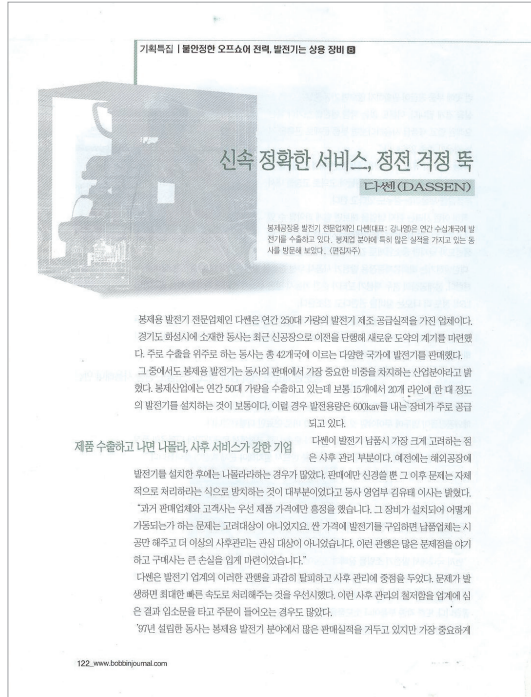 기획특집 | 불안정한 오프쇼어 전력, 발전기는 상용 장비
신속 정확한 서비스, 정전 걱정 뚝
다쎈(DASSEN)
봉제공장용 발전기 전문업체인 다쎈(대표: 강나영)은 연간 수십개국에 발
전기를 수출하고 있다. 봉제업 분야에 특히 많은 실적을 가지고 있는 동
사를 방문해 보았다. (편집자주)
봉제용 발전기 전문업체인 다쎈은 연간 250대 가량의 발전기 제조 공급실적을 가진 업체이다.
경기도 화성시에 소재한 동사는 최근 신공장으로 이전을 단행해 새로운 도약의 계기를 마련했
다. 주로 수출을 위주로 하는 동사는 총 42개국에 이르는 다양한 국가에 발전기를 판매했다.
그 중에서도 봉제용 발전기는 동사의 판매에서 가장 중요한 비중을 차지하는 산업분야라고 밝
혔다. 봉제산업에는 연간 50대 가량을 수출하고 있는데 보통 15개에서 20개 라인에 한 대 정도
의 발전기를 설치하는 것이 보통이다. 이럴 경우 발전용량은 600kav를 내는 장비가 주로 공급
되고 있다.
제품 수출하고 나면 나몰라, 사후 서비스가 강한 기업
다쎈이 발전기 납품시 가장 크게 고려하는 점
은 사후 관리 부분이다. 예전에는 해외공장에
발전기를 설치한 후에는 나몰라라하는 경우가 많았다. 판매에만 신경쓸 뿐 그 이후 문제는 자체
적으로 처리하라는 식으로 방치하는 것이 대부분이었다고 동사 영업부 김유태 이사는 밝혔다.
"과거 판매업체와 고객사는 우선 제품 가격에만 흥정을 했습니다. 그 장비가 설치되어 어떻게
가동되는가 하는 문제는 고려대상이 아니었지요. 싼 가격에 발전기를 구입하면 납품업체는 시
공만 해주고 더 이상의 사후관리는 관심 대상이 아니었습니다. 이런 관행은 많은 문제점을 야기
하고 구매사는 큰 손실을 입게 마련이었습니다."
다쎈은 발전기 업계의 이러한 관행을 과감히 탈피하고 사후 관리에 중점을 두었다. 문제가 발
생하면 최대한 빠른 속도로 처리해주는 것을 우선시했다. 이런 사후 관리의 철저함을 업계에 심
은 결과 입소문을 타고 주문이 들어오는 경우도 많았다.
'97년 설립한 동사는 봉제용 발전기 분야에서 많은 판매실적을 거두고 있지만 가장 중요하게
122_www.bobbinjournal.com